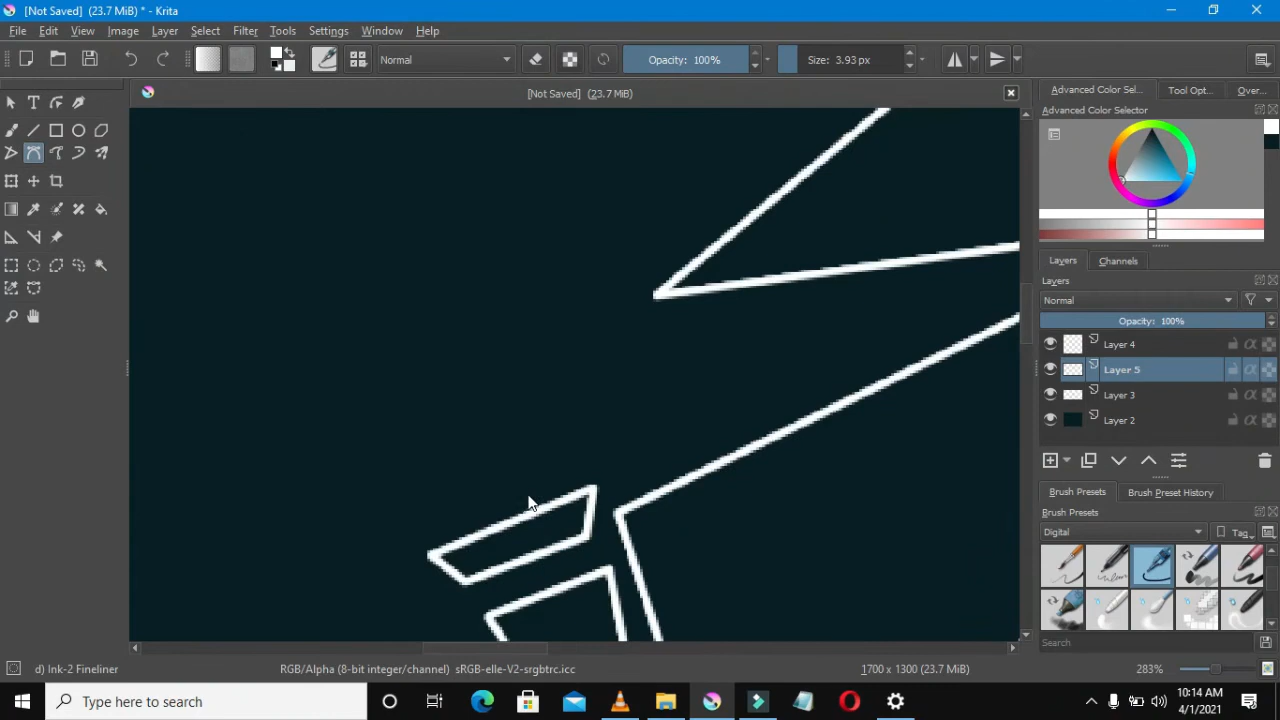 [Not Saved] (23.7 MiB) * - Krita
File Edit View Image Layer Select Filter Tools Settings Window Help
Normal Opacity: 100% Size: 3.93 px
[Not Saved] (23.7 MiB)
Advanced Color Sel... Tool Opt... Over...
Advanced Color Selector
Layers Channels
Layers
Normal
Opacity: 100%
Layer 4
Layer 5
Layer 3
Layer 2
Brush Presets Brush Preset History
Brush Presets
Digital Tag
Search
d) Ink-2 Fineliner RGB/Alpha (8-bit integer/channel) sRGB-elle-V2-srgbtrc.icc 1700 x 1300 (23.7 MiB) 283%
Type here to search
10:14 AM
4/1/2021